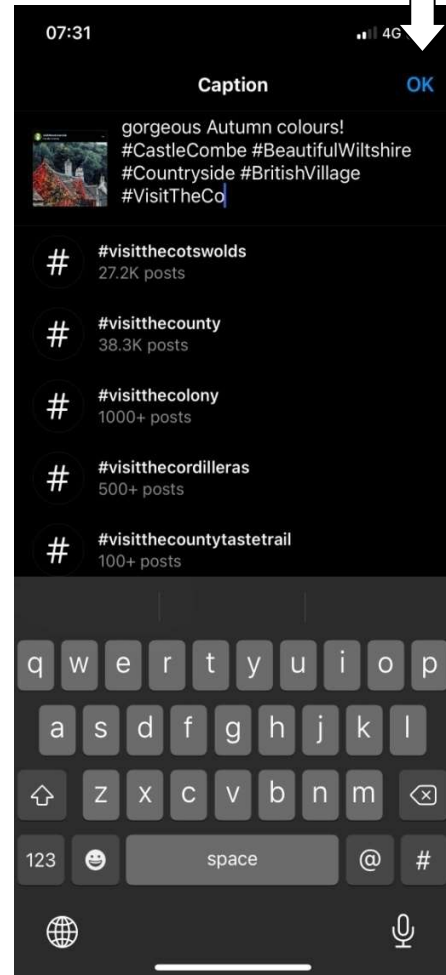 07:31
4G
Caption
OK
gorgeous Autumn colours!
#CastleCombe #BeautifulWiltshire
#Countryside #BritishVillage
#VisitTheCo
# #visitthecotswolds
27.2K posts
# #visitthecounty
38.3K posts
# #visitthecolony
1000+ posts
# #visitthecordilleras
500+ posts
# #visitthecountytastetrail
100+ posts
q w e r t y u i o p
a s d f g h j k l
z x c v b n m
123 space @ #